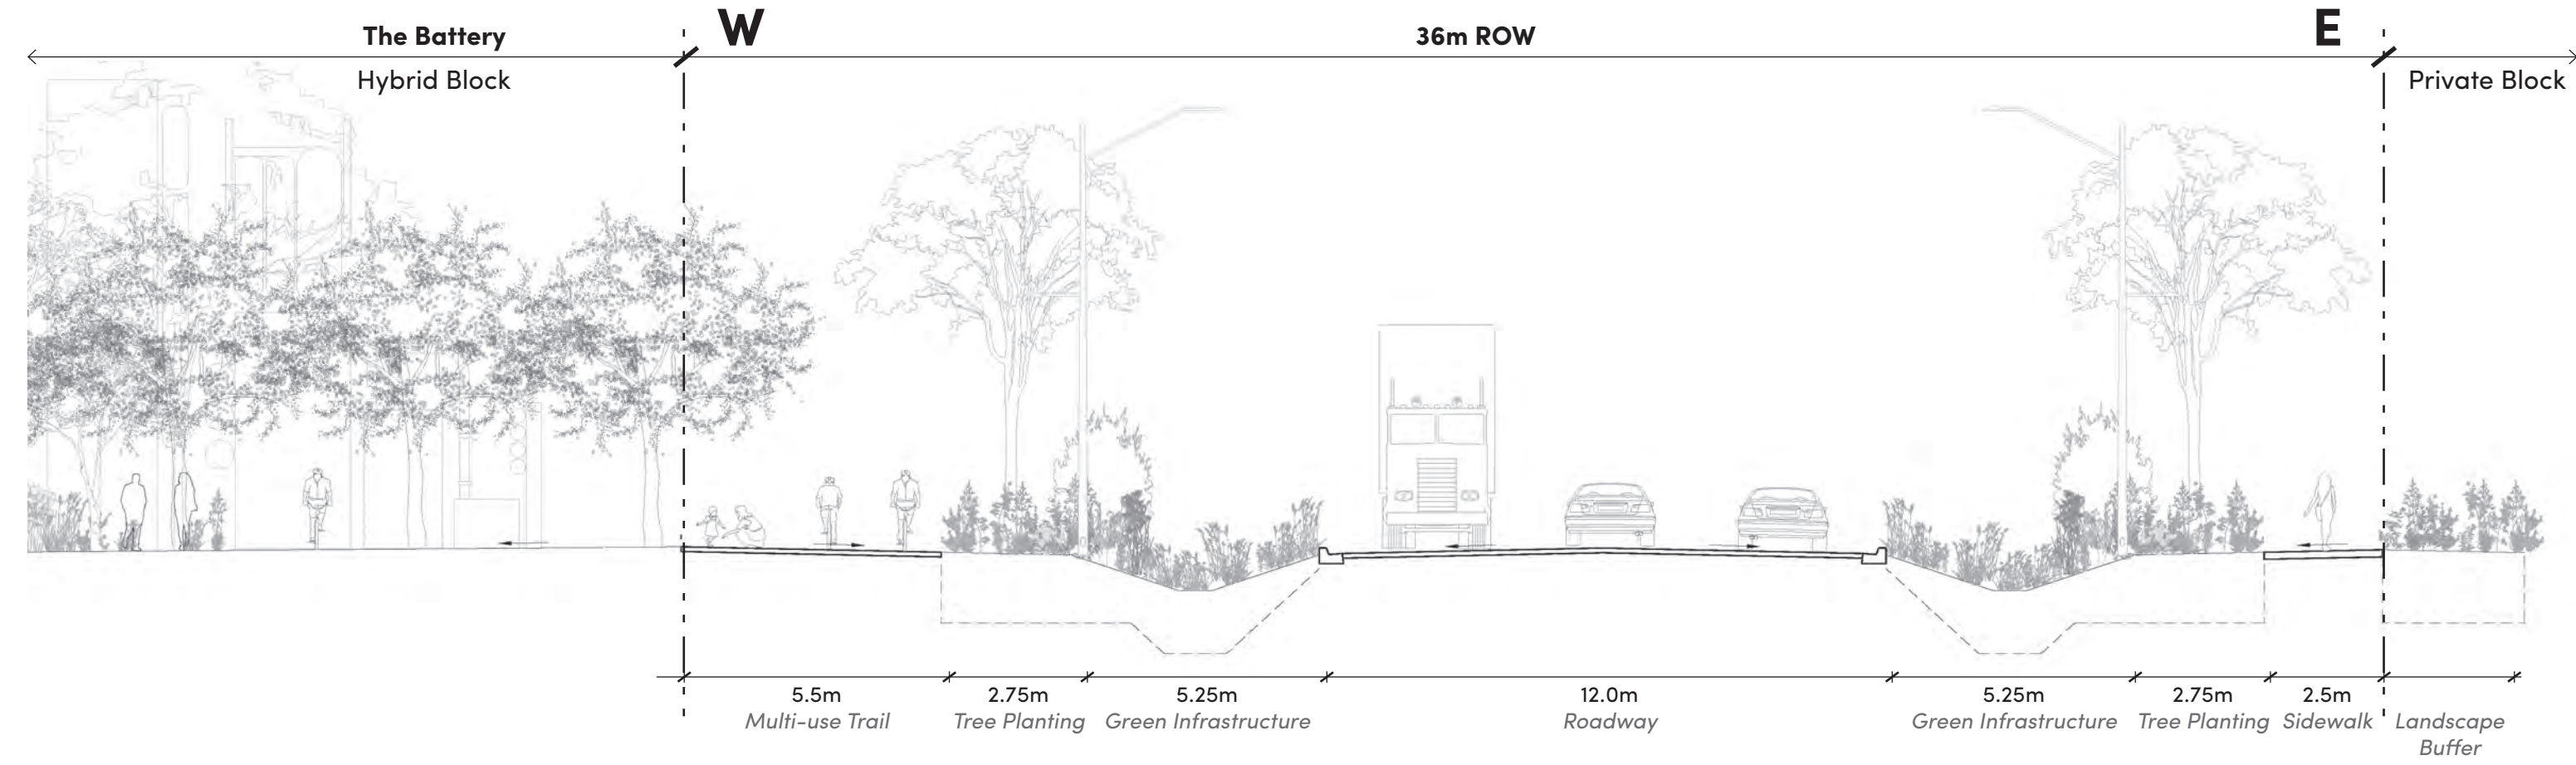 The Battery
W
36m ROW
E
Hybrid Block
Private Block
5.5m
2.75m
5.25m
12.0m
5.25m
2.75m
2.5m
Multi-use Trail
Tree Planting
Green Infrastructure
Roadway
Green Infrastructure
Tree Planting
Sidewalk
Landscape
Buffer